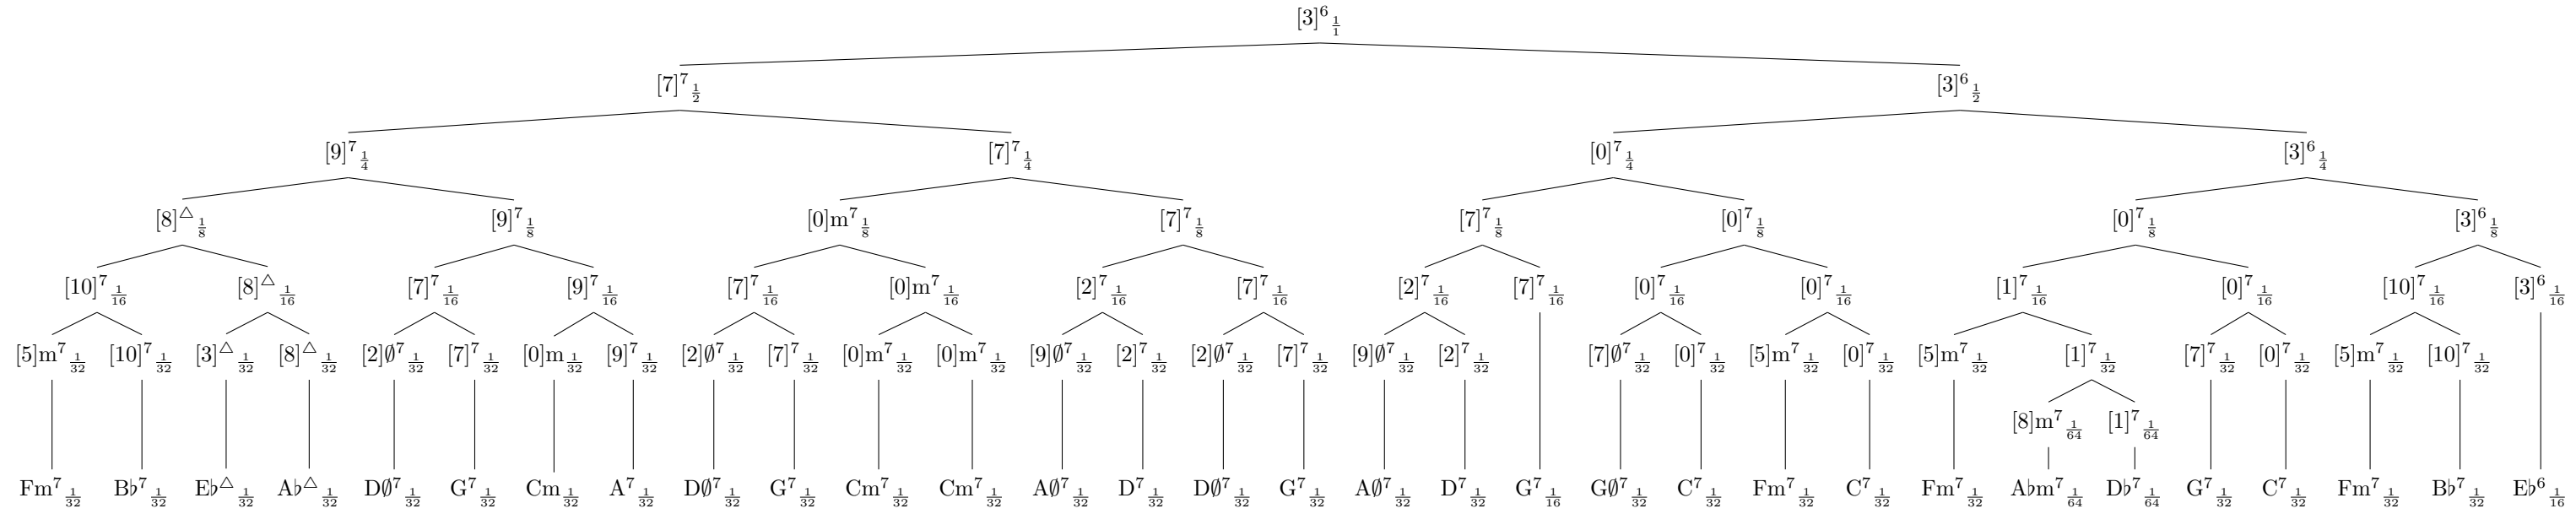 [3]⁶ 1/1
[7]⁷ 1/2 [3]⁶ 1/2
[9]⁷ 1/4 [7]⁷ 1/4 [0]⁷ 1/4 [3]⁶ 1/4
[8]△ 1/8 [9]⁷ 1/8 [0]m⁷ 1/8 [7]⁷ 1/8 [7]⁷ 1/8 [0]⁷ 1/8 [0]⁷ 1/8 [3]⁶ 1/8
[10]⁷ 1/16 [8]△ 1/16 [7]⁷ 1/16 [9]⁷ 1/16 [7]⁷ 1/16 [0]m⁷ 1/16 [2]⁷ 1/16 [7]⁷ 1/16 [2]⁷ 1/16 [7]⁷ 1/16 [0]⁷ 1/16 [0]⁷ 1/16 [1]⁷ 1/16 [0]⁷ 1/16 [10]⁷ 1/16 [3]⁶ 1/16
[5]m⁷ 1/32 [10]⁷ 1/32 [3]△ 1/32 [8]△ 1/32 [2]∅⁷ 1/32 [7]⁷ 1/32 [0]m 1/32 [9]⁷ 1/32 [2]∅⁷ 1/32 [7]⁷ 1/32 [0]m⁷ 1/32 [0]m⁷ 1/32 [9]∅⁷ 1/32 [2]⁷ 1/32 [2]∅⁷ 1/32 [7]⁷ 1/32 [9]∅⁷ 1/32 [2]⁷ 1/32 [7]∅⁷ 1/32 [0]⁷ 1/32 [5]m⁷ 1/32 [0]⁷ 1/32 [5]m⁷ 1/32 [1]⁷ 1/32 [7]⁷ 1/32 [0]⁷ 1/32 [5]m⁷ 1/32 [10]⁷ 1/32
[8]m⁷ 1/64 [1]⁷ 1/64
Fm⁷ 1/32 B♭⁷ 1/32 E♭△ 1/32 A♭△ 1/32 D∅⁷ 1/32 G⁷ 1/32 Cm 1/32 A⁷ 1/32 D∅⁷ 1/32 G⁷ 1/32 Cm⁷ 1/32 Cm⁷ 1/32 A∅⁷ 1/32 D⁷ 1/32 D∅⁷ 1/32 G⁷ 1/32 A∅⁷ 1/32 D⁷ 1/32 G⁷ 1/16 G∅⁷ 1/32 C⁷ 1/32 Fm⁷ 1/32 C⁷ 1/32 Fm⁷ 1/32 A♭m⁷ 1/64 D♭⁷ 1/64 G⁷ 1/32 C⁷ 1/32 Fm⁷ 1/32 B♭⁷ 1/32 E♭⁶ 1/16